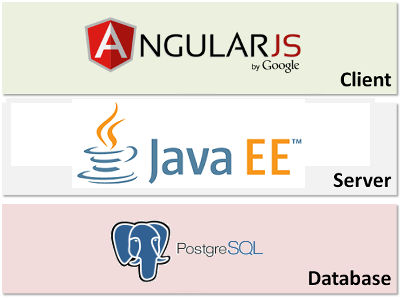 ANGULARJS
by Google
Client
Java EE™
Server
PostgreSQL
Database